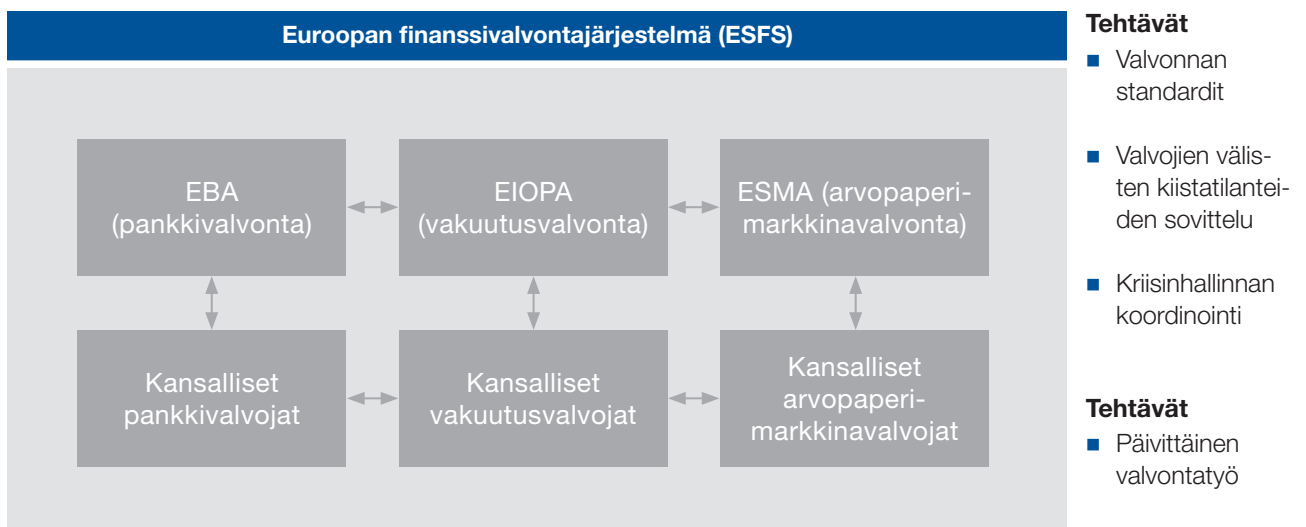 Euroopan finanssivalvontajärjestelmä (ESFS)
EBA
(pankkivalvonta)
EIOPA
(vakuutusvalvonta)
ESMA (arvopaperi-
markkinavalvonta)
Kansalliset
pankkivalvojat
Kansalliset
vakuutusvalvojat
Kansalliset
arvopaperi-
markkinavalvojat
Tehtävät
■ Valvonnan
standardit
■ Valvojien välis-
ten kiistatilantei-
den sovittelu
■ Kriisinhallinnan
koordinointi
Tehtävät
■ Päivittäinen
valvontatyö